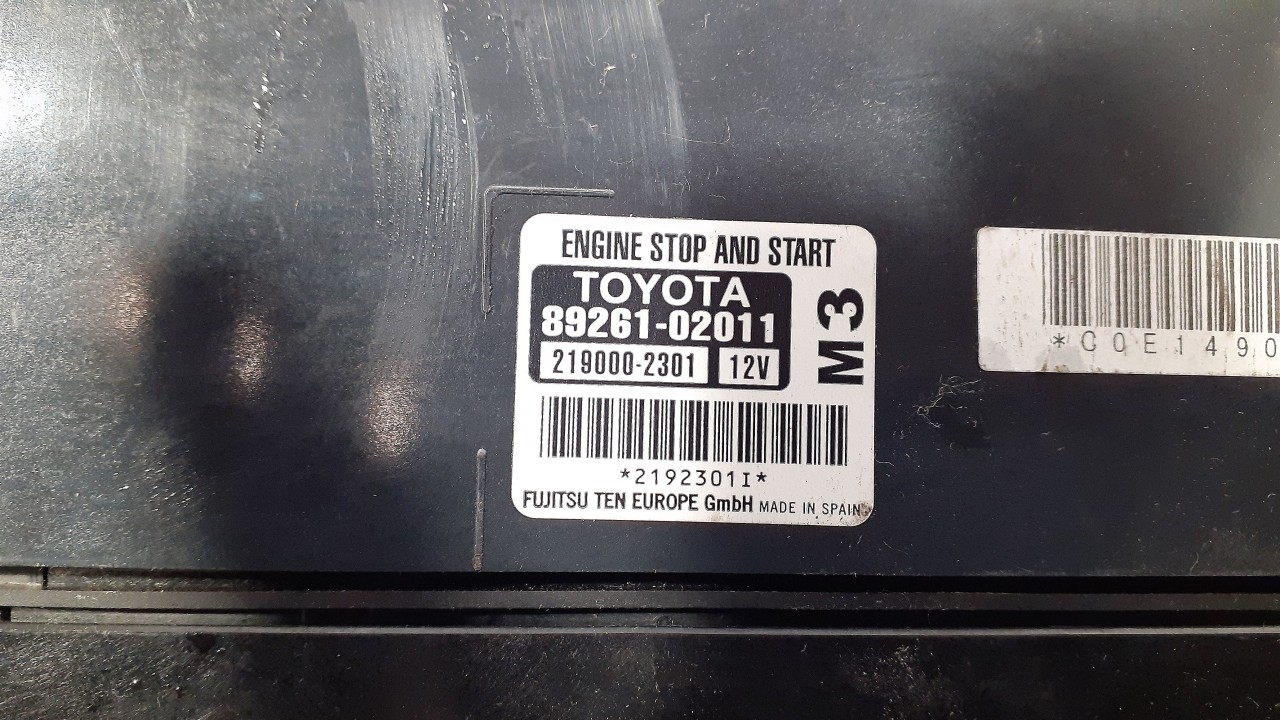 ENGINE STOP AND START
TOYOTA
89261-02011
219000-2301 12V
M3
*2192301I*
FUJITSU TEN EUROPE GmbH MADE IN SPAIN
*C0E1490